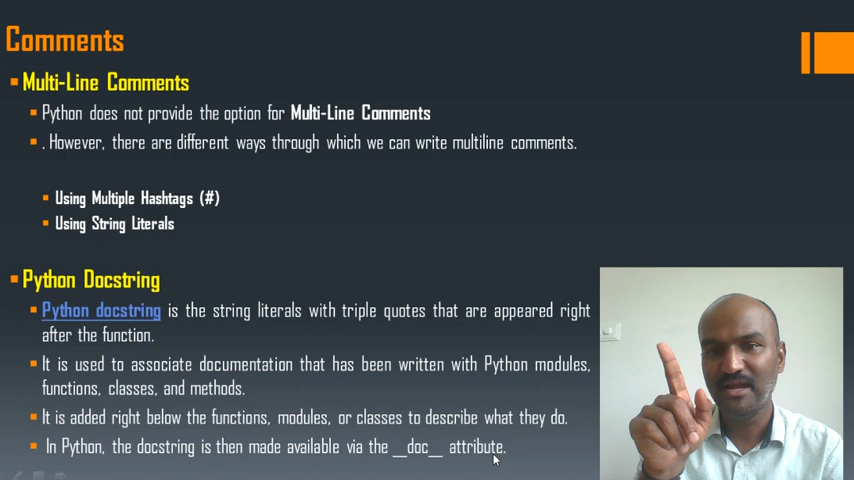 Comments
Multi-Line Comments
Python does not provide the option for Multi-Line Comments
. However, there are different ways through which we can write multiline comments.
Using Multiple Hashtags (#)
Using String Literals
Python Docstring
Python docstring is the string literals with triple quotes that are appeared right
after the function.
It is used to associate documentation that has been written with Python modules,
functions, classes, and methods.
It is added right below the functions, modules, or classes to describe what they do.
In Python, the docstring is then made available via the __doc__ attribute.